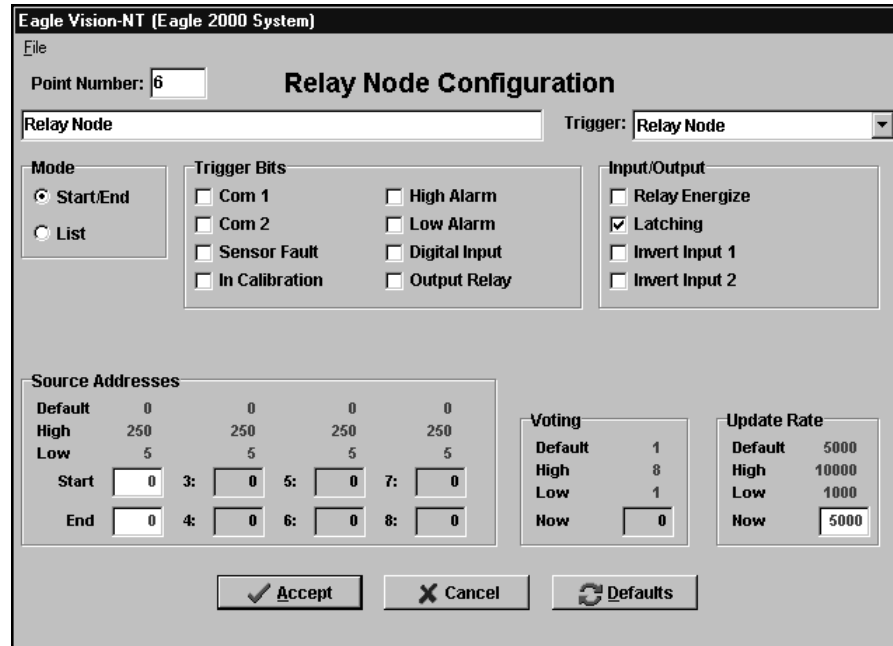 Eagle Vision-NT (Eagle 2000 System)
File
Point Number: 6
Relay Node Configuration
Relay Node
Trigger: Relay Node
Mode
Start/End
List
Trigger Bits
Com 1
Com 2
Sensor Fault
In Calibration
High Alarm
Low Alarm
Digital Input
Output Relay
Input/Output
Relay Energize
Latching
Invert Input 1
Invert Input 2
Source Addresses
Default 0 0 0 0
High 250 250 250 250
Low 5 5 5 5
Start 0 3: 0 5: 0 7: 0
End 0 4: 0 6: 0 8: 0
Voting
Default 1
High 8
Low 1
Now 0
Update Rate
Default 5000
High 10000
Low 1000
Now 5000
Accept
Cancel
Defaults